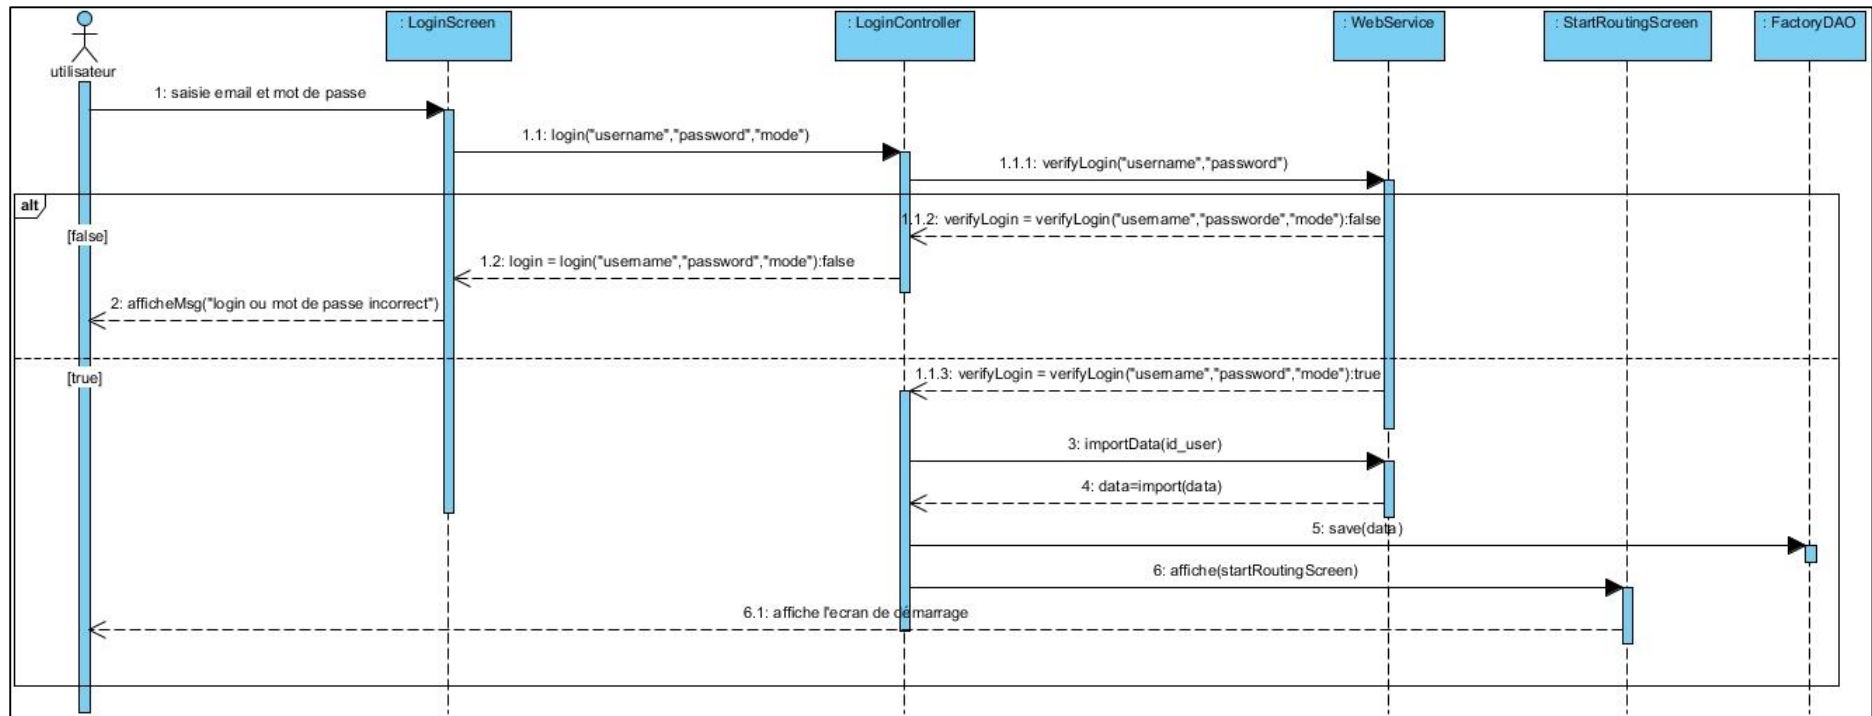 : LoginScreen
: LoginController
: WebService
: StartRoutingScreen
: FactoryDAO
utilisateur
1: saisie email et mot de passe
1.1: login("username","password","mode")
1.1.1: verifyLogin("username","password")
alt
[false]
1.1.2: verifyLogin = verifyLogin("username","passworde","mode"):false
1.2: login = login("username","password","mode"):false
2: afficheMsg("login ou mot de passe incorrect")
[true]
1.1.3: verifyLogin = verifyLogin("username","password","mode"):true
3: importData(id_user)
4: data=import(data)
5: save(data)
6: affiche(startRoutingScreen)
6.1: affiche l'ecran de démarrage